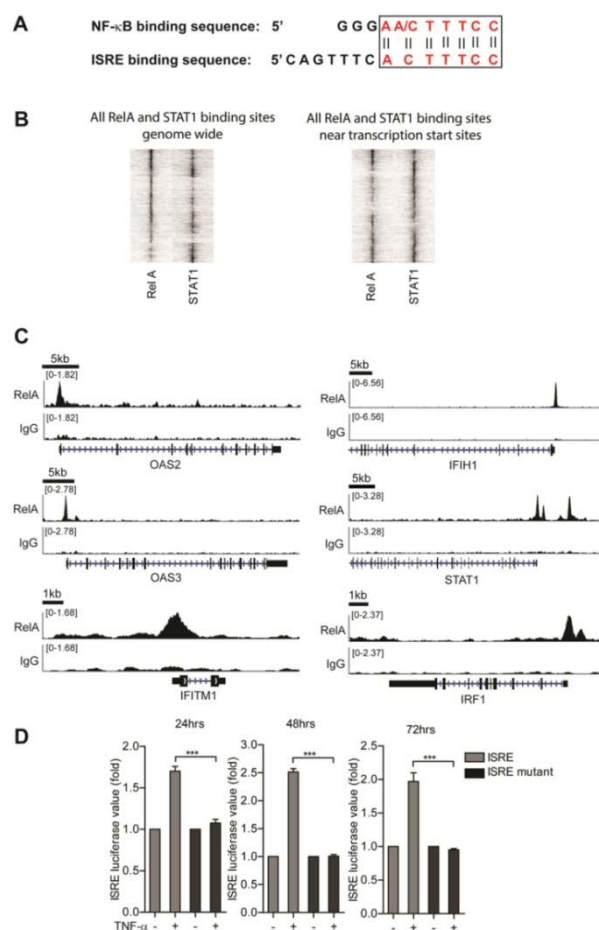 A
NF-κB binding sequence: 5' G G G A A/C T T T C C
ISRE binding sequence: 5' C A G T T T C A C T T T C C
B
All RelA and STAT1 binding sites
genome wide
All RelA and STAT1 binding sites
near transcription start sites
Rel A
STAT1
Rel A
STAT1
C
5kb
[0-1.82]
RelA
[0-1.82]
IgG
OAS2
5kb
[0-6.56]
RelA
[0-6.56]
IgG
IFIH1
5kb
[0-2.78]
RelA
[0-2.78]
IgG
OAS3
5kb
[0-3.28]
RelA
[0-3.28]
IgG
STAT1
1kb
[0-1.68]
RelA
[0-1.68]
IgG
IFITM1
1kb
[0-2.37]
RelA
[0-2.37]
IgG
IRF1
D
24hrs
ISRE luciferase value (fold)
2.0
1.5
1.0
0.5
0.0
TNF-α - + - +
48hrs
ISRE luciferase value (fold)
3.0
2.5
2.0
1.5
1.0
0.5
0.0
- + - +
72hrs
ISRE luciferase value (fold)
2.5
2.0
1.5
1.0
0.5
0.0
- + - +
***
***
***
ISRE
ISRE mutant